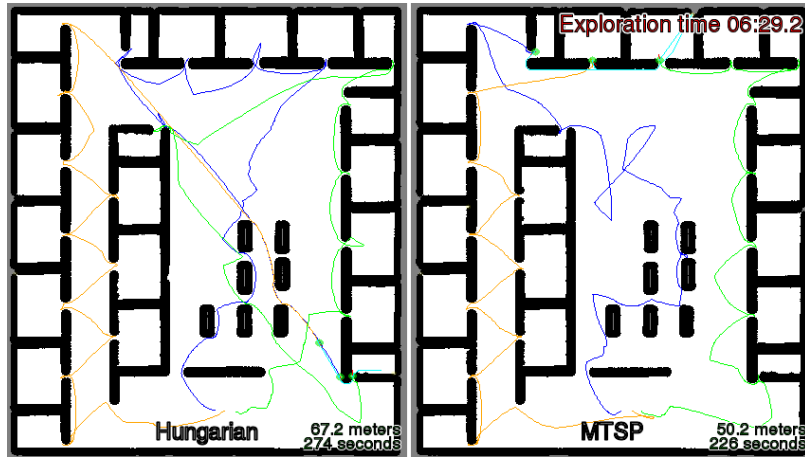 Exploration time 06:29.2
Hungarian
67.2 meters
274 seconds
MTSP
50.2 meters
226 seconds